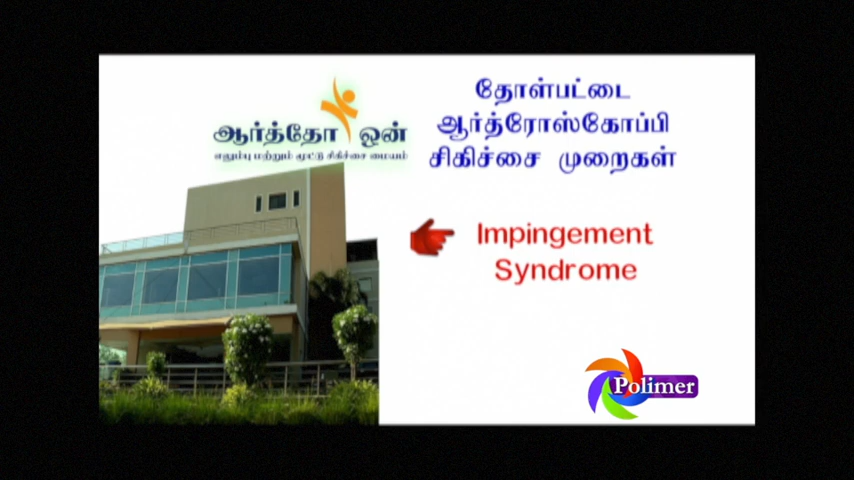 ஆர்த்தோ ஒன்
எலும்பு மற்றும் மூட்டு சிகிச்சை மையம்
தோள்பட்டை
ஆர்த்ரோஸ்கோப்பி
சிகிச்சை முறைகள்
Impingement
Syndrome
Polimer